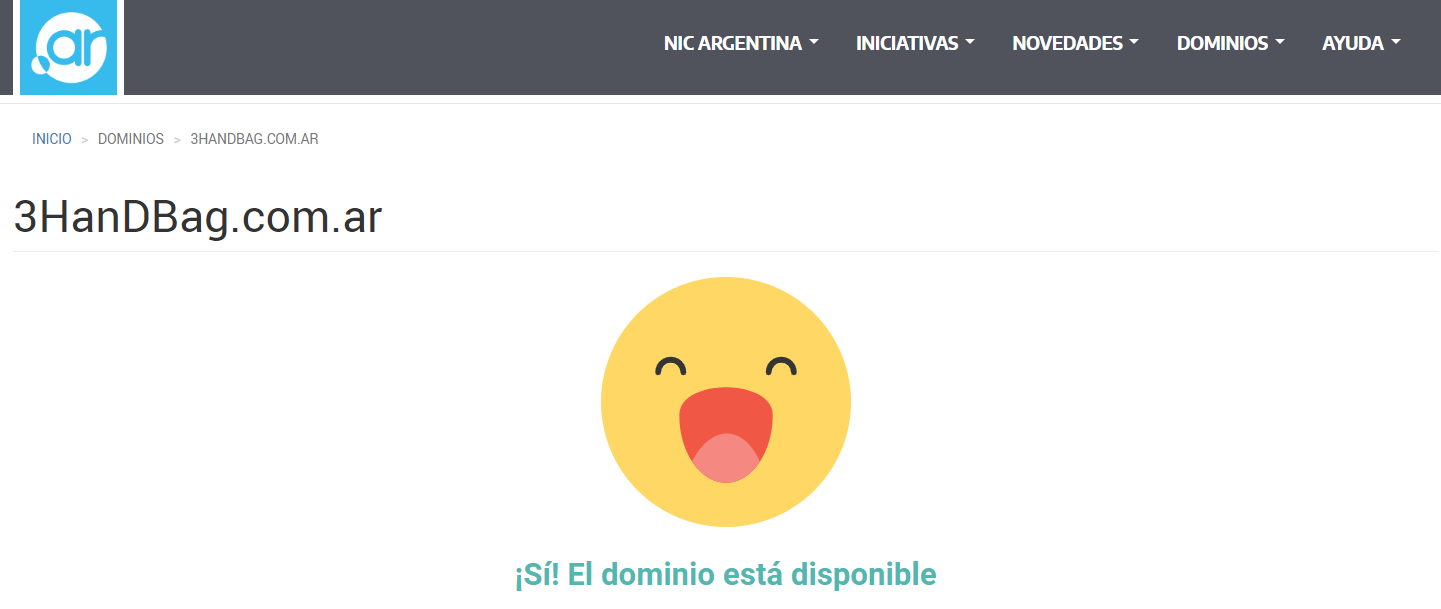 .ar
NIC ARGENTINA INICIATIVAS NOVEDADES DOMINIOS AYUDA
INICIO > DOMINIOS > 3HANDBAG.COM.AR
3HanDBag.com.ar
¡Sí! El dominio está disponible